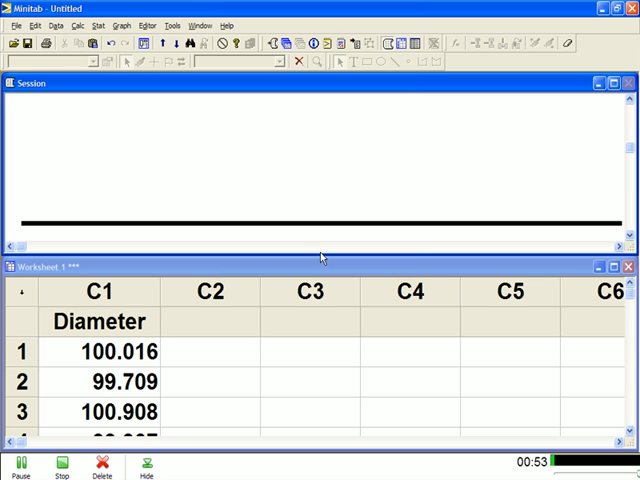 Minitab - Untitled
File Edit Data Calc Stat Graph Editor Tools Window Help
Session
Worksheet 1 ***
C1 C2 C3 C4 C5 C6
Diameter
1 100.016
2 99.709
3 100.908
Pause Stop Delete Hide 00:53